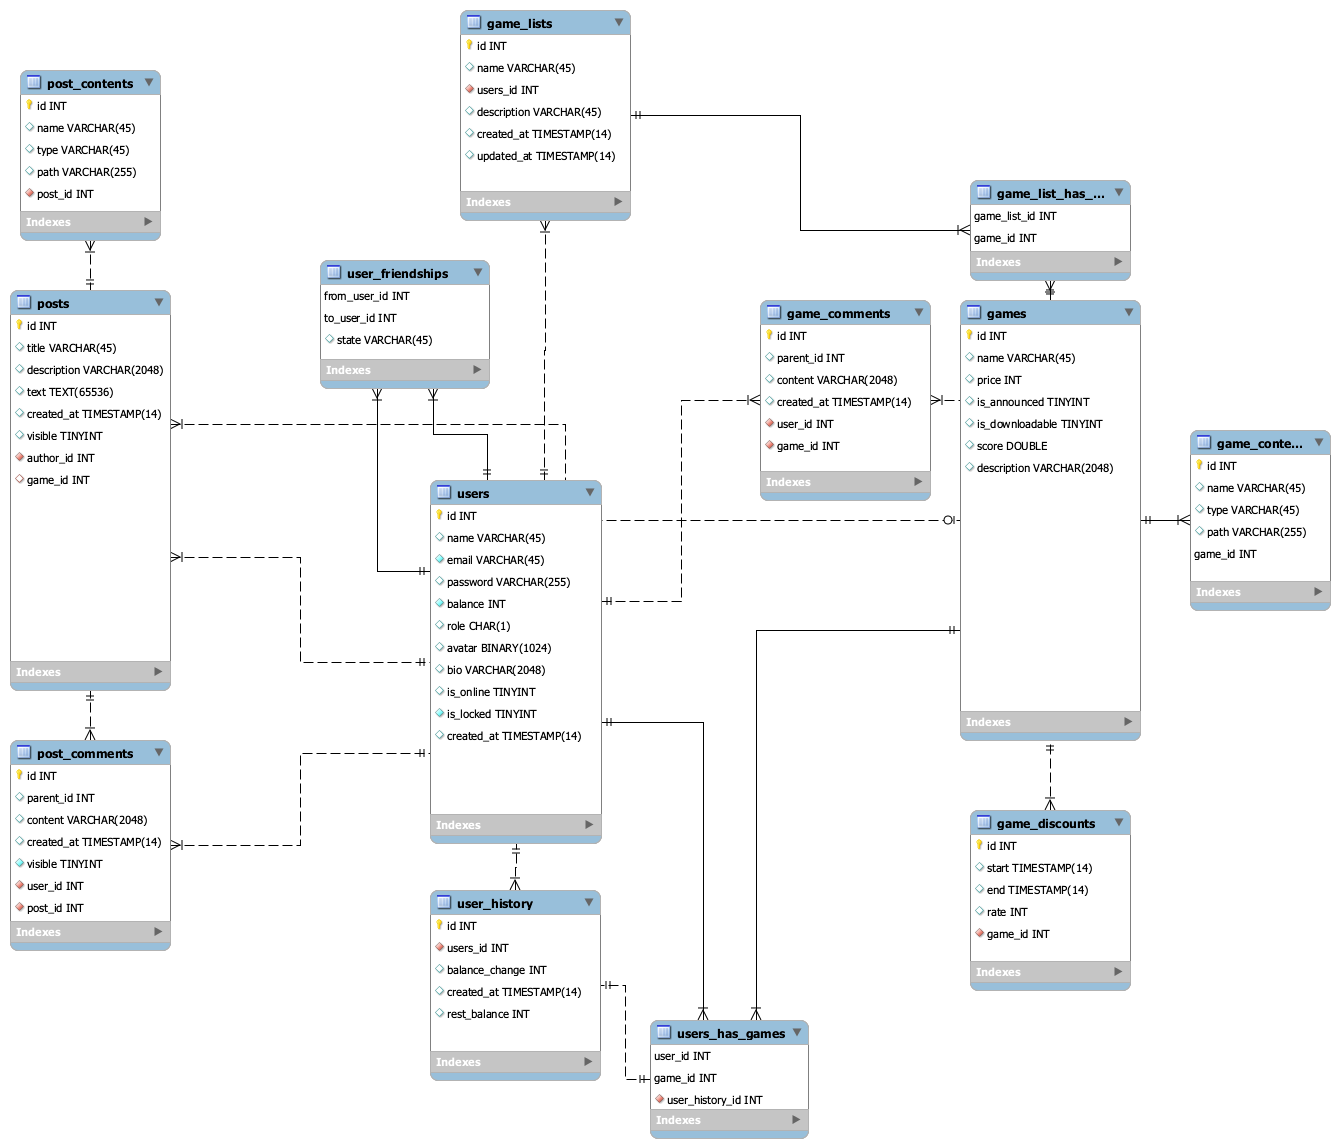 game_lists
id INT
name VARCHAR(45)
users_id INT
description VARCHAR(45)
created_at TIMESTAMP(14)
updated_at TIMESTAMP(14)
Indexes
post_contents
id INT
name VARCHAR(45)
type VARCHAR(45)
path VARCHAR(255)
post_id INT
Indexes
game_list_has_...
game_list_id INT
game_id INT
Indexes
user_friendships
from_user_id INT
to_user_id INT
state VARCHAR(45)
Indexes
posts
id INT
title VARCHAR(45)
description VARCHAR(2048)
text TEXT(65536)
created_at TIMESTAMP(14)
visible TINYINT
author_id INT
game_id INT
Indexes
game_comments
id INT
parent_id INT
content VARCHAR(2048)
created_at TIMESTAMP(14)
user_id INT
game_id INT
Indexes
games
id INT
name VARCHAR(45)
price INT
is_announced TINYINT
is_downloadable TINYINT
score DOUBLE
description VARCHAR(2048)
Indexes
game_conte...
id INT
name VARCHAR(45)
type VARCHAR(45)
path VARCHAR(255)
game_id INT
Indexes
users
id INT
name VARCHAR(45)
email VARCHAR(45)
password VARCHAR(255)
balance INT
role CHAR(1)
avatar BINARY(1024)
bio VARCHAR(2048)
is_online TINYINT
is_locked TINYINT
created_at TIMESTAMP(14)
Indexes
post_comments
id INT
parent_id INT
content VARCHAR(2048)
created_at TIMESTAMP(14)
visible TINYINT
user_id INT
post_id INT
Indexes
game_discounts
id INT
start TIMESTAMP(14)
end TIMESTAMP(14)
rate INT
game_id INT
Indexes
user_history
id INT
users_id INT
balance_change INT
created_at TIMESTAMP(14)
rest_balance INT
Indexes
users_has_games
user_id INT
game_id INT
user_history_id INT
Indexes